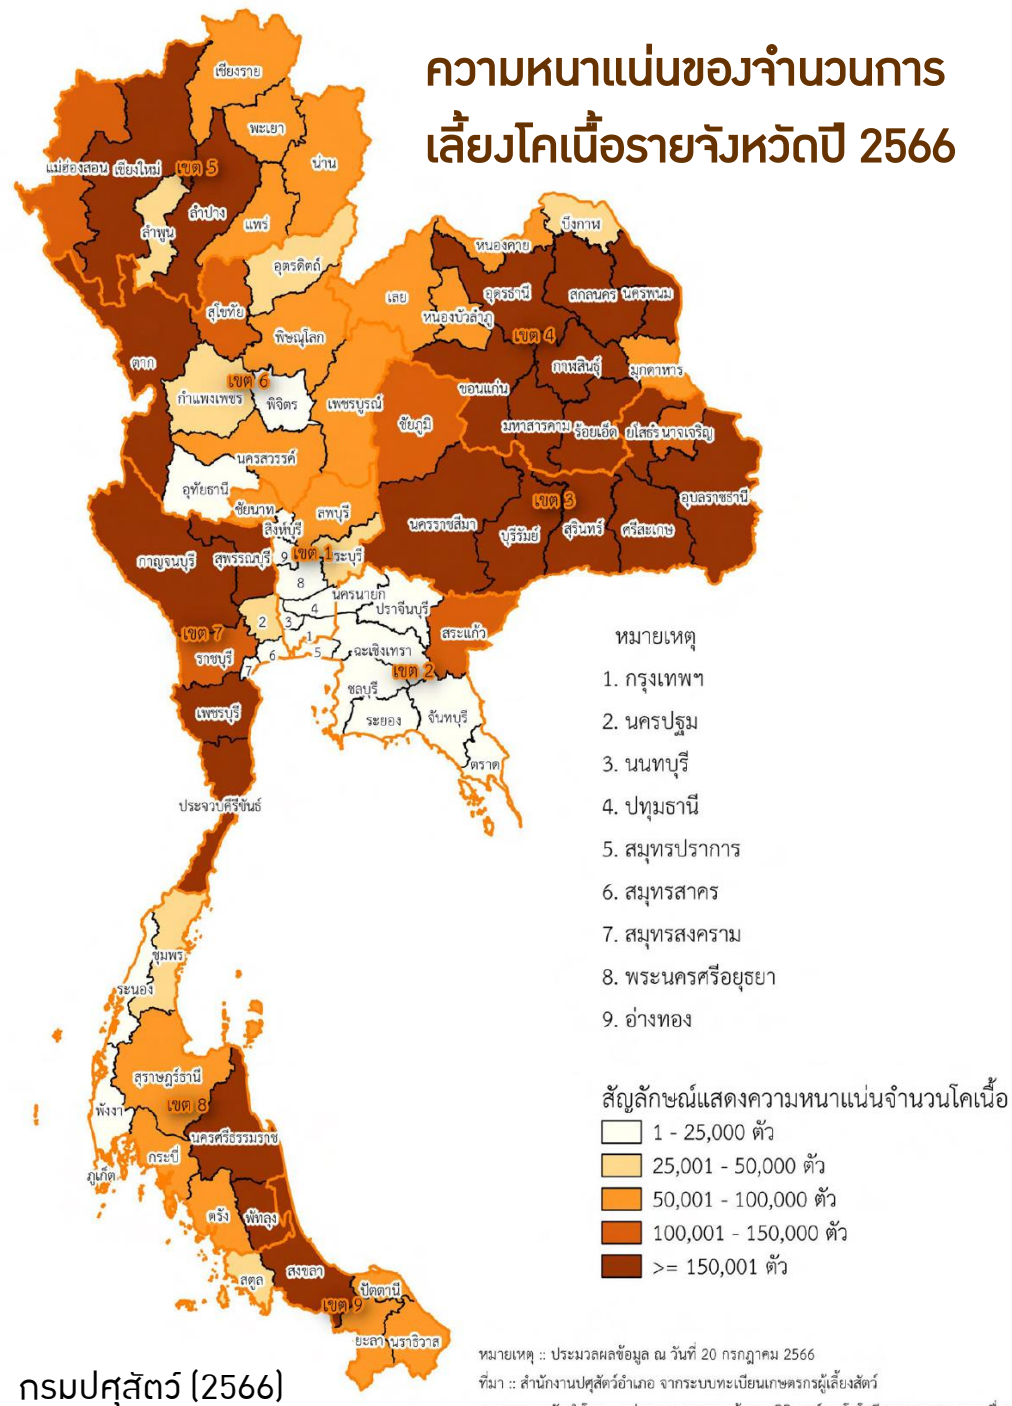 ความหนาแน่นของจำนวนการ
เลี้ยงโคเนื้อรายจังหวัดปี 2566
เชียงราย
พะเยา
น่าน
แม่ฮ่องสอน
เชียงใหม่
เขต 5
ลำปาง
ลำพูน
แพร่
อุตรดิตถ์
บึงกาฬ
หนองคาย
เลย
อุดรธานี
สกลนคร
นครพนม
หนองบัวลำภู
สุโขทัย
พิษณุโลก
เขต 4
ตาก
กาฬสินธุ์
มุกดาหาร
เขต 6
กำแพงเพชร
พิจิตร
เพชรบูรณ์
ขอนแก่น
ชัยภูมิ
มหาสารคาม
ร้อยเอ็ด
ยโสธร
นาจเจริญ
นครสวรรค์
อุทัยธานี
อุบลราชธานี
ชัยนาท
ลพบุรี
เขต 3
สิงห์บุรี
นครราชสีมา
บุรีรัมย์
สุรินทร์
ศรีสะเกษ
กาญจนบุรี
สุพรรณบุรี
9
เขต 1
ระบุรี
8
นครนายก
4
ปราจีนบุรี
2
3
1
เขต 7
สระแก้ว
ราชบุรี
6
5
ฉะเชิงเทรา
7
เขต 2
ชลบุรี
เพชรบุรี
ระยอง
จันทบุรี
ตราด
ประจวบคีรีขันธ์
ชุมพร
ระนอง
สุราษฎร์ธานี
เขต 8
พังงา
นครศรีธรรมราช
กระบี่
ภูเก็ต
ตรัง
พัทลุง
สตูล
สงขลา
ปัตตานี
เขต 9
ยะลา
นราธิวาส
หมายเหตุ
1. กรุงเทพฯ
2. นครปฐม
3. นนทบุรี
4. ปทุมธานี
5. สมุทรปราการ
6. สมุทรสาคร
7. สมุทรสงคราม
8. พระนครศรีอยุธยา
9. อ่างทอง
สัญลักษณ์แสดงความหนาแน่นจำนวนโคเนื้อ
1 - 25,000 ตัว
25,001 - 50,000 ตัว
50,001 - 100,000 ตัว
100,001 - 150,000 ตัว
>= 150,001 ตัว
หมายเหตุ :: ประมวลผลข้อมูล ณ วันที่ 20 กรกฎาคม 2566
ที่มา :: สำนักงานปศุสัตว์อำเภอ จากระบบทะเบียนเกษตรกรผู้เลี้ยงสัตว์
กรมปศุสัตว์ (2566)